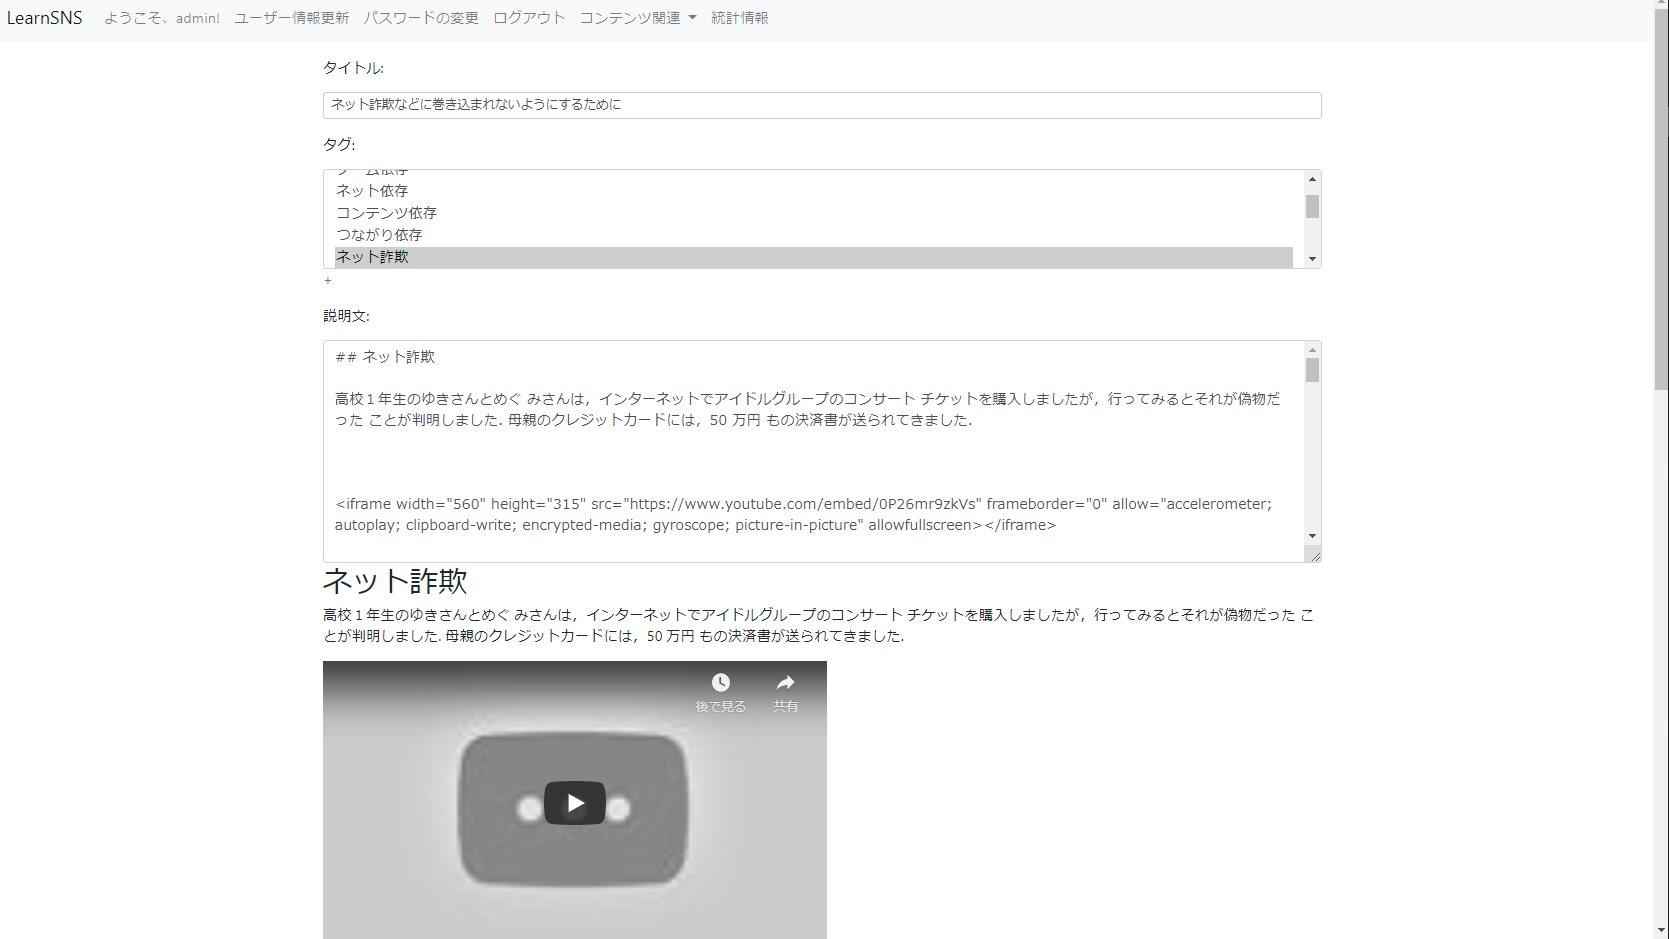 LearnSNS ようこそ、admin! ユーザー情報更新 パスワードの変更 ログアウト コンテンツ関連 統計情報
タイトル:
ネット詐欺などに巻き込まれないようにするために
タグ:
ゲーム依存
ネット依存
コンテンツ依存
つながり依存
ネット詐欺
+
説明文:
## ネット詐欺
高校１年生のゆきさんとめぐ みさんは，インターネットでアイドルグループのコンサート チケットを購入しましたが，行ってみるとそれが偽物だ
った ことが判明しました. 母親のクレジットカードには，50 万円 もの決済書が送られてきました.
<iframe width="560" height="315" src="https://www.youtube.com/embed/0P26mr9zkVs" frameborder="0" allow="accelerometer;
autoplay; clipboard-write; encrypted-media; gyroscope; picture-in-picture" allowfullscreen></iframe>
ネット詐欺
高校１年生のゆきさんとめぐ みさんは，インターネットでアイドルグループのコンサート チケットを購入しましたが，行ってみるとそれが偽物だった こ
とが判明しました. 母親のクレジットカードには，50 万円 もの決済書が送られてきました.
後で見る 共有